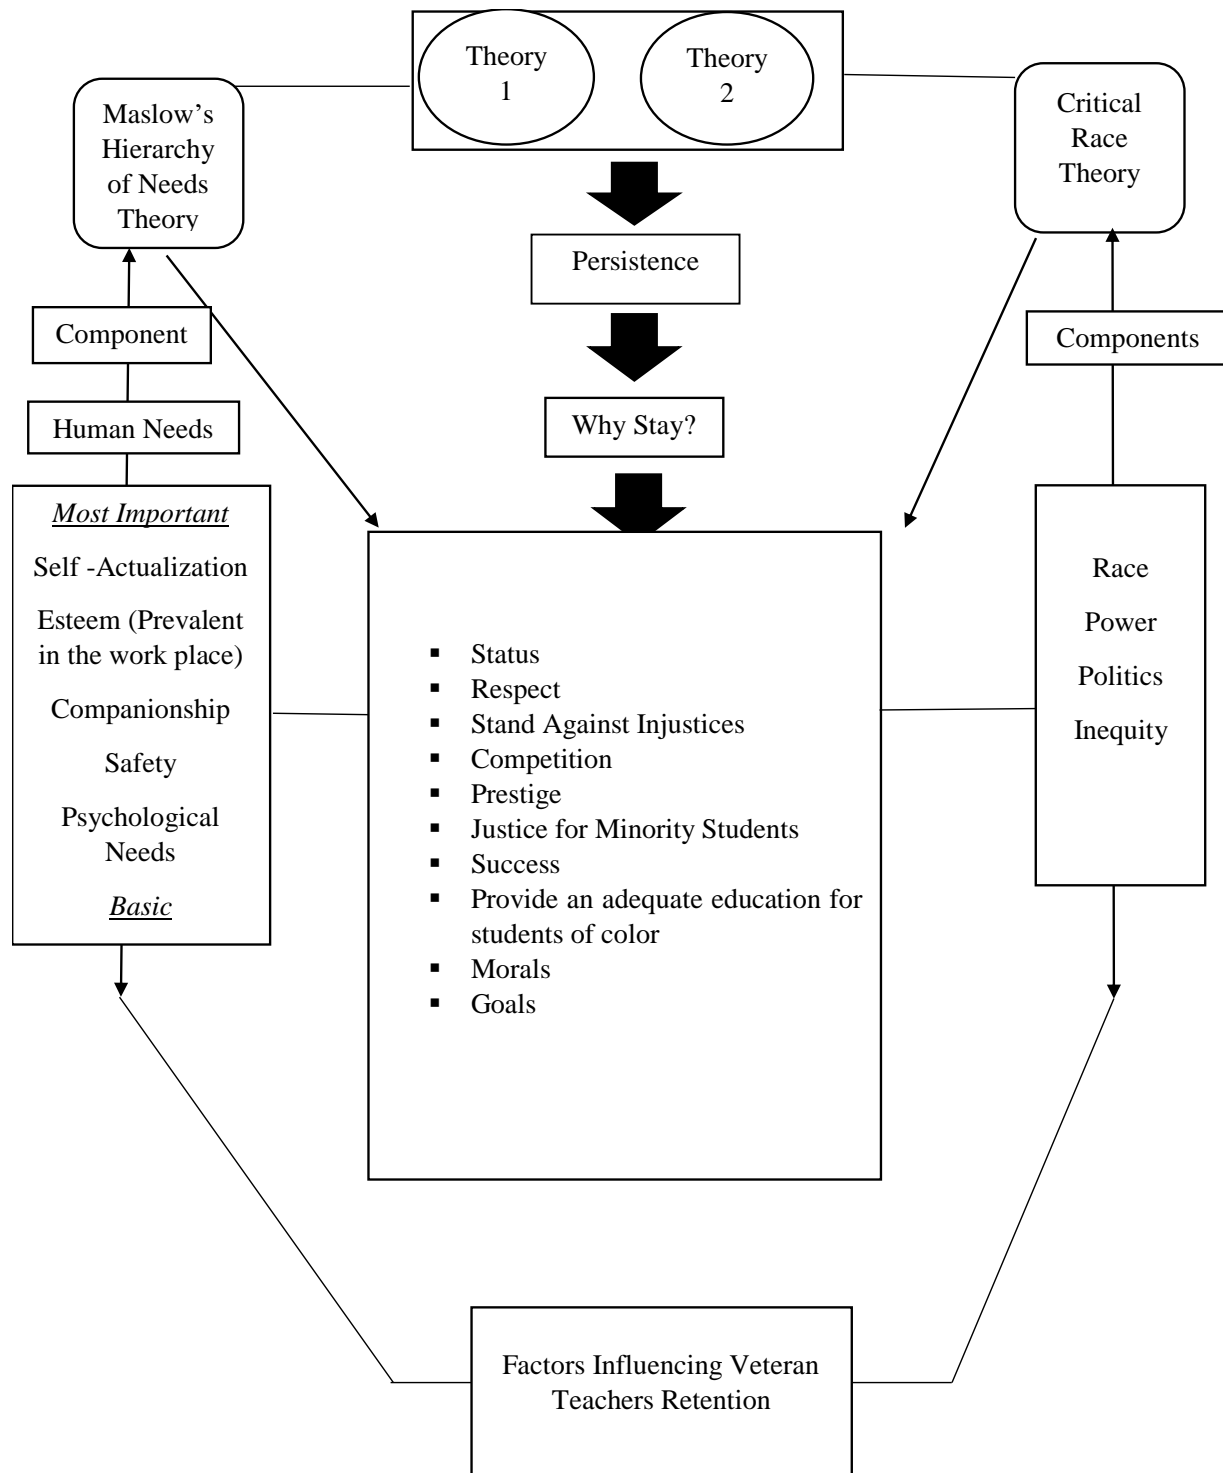 Theory
1
Theory
2
Maslow’s
Hierarchy
of Needs
Theory
Critical
Race
Theory
Persistence
Component
Components
Human Needs
Why Stay?
Most Important
Self -Actualization
Esteem (Prevalent
in the work place)
Companionship
Safety
Psychological
Needs
Basic
▪ Status
▪ Respect
▪ Stand Against Injustices
▪ Competition
▪ Prestige
▪ Justice for Minority Students
▪ Success
▪ Provide an adequate education for
students of color
▪ Morals
▪ Goals
Race
Power
Politics
Inequity
Factors Influencing Veteran
Teachers Retention